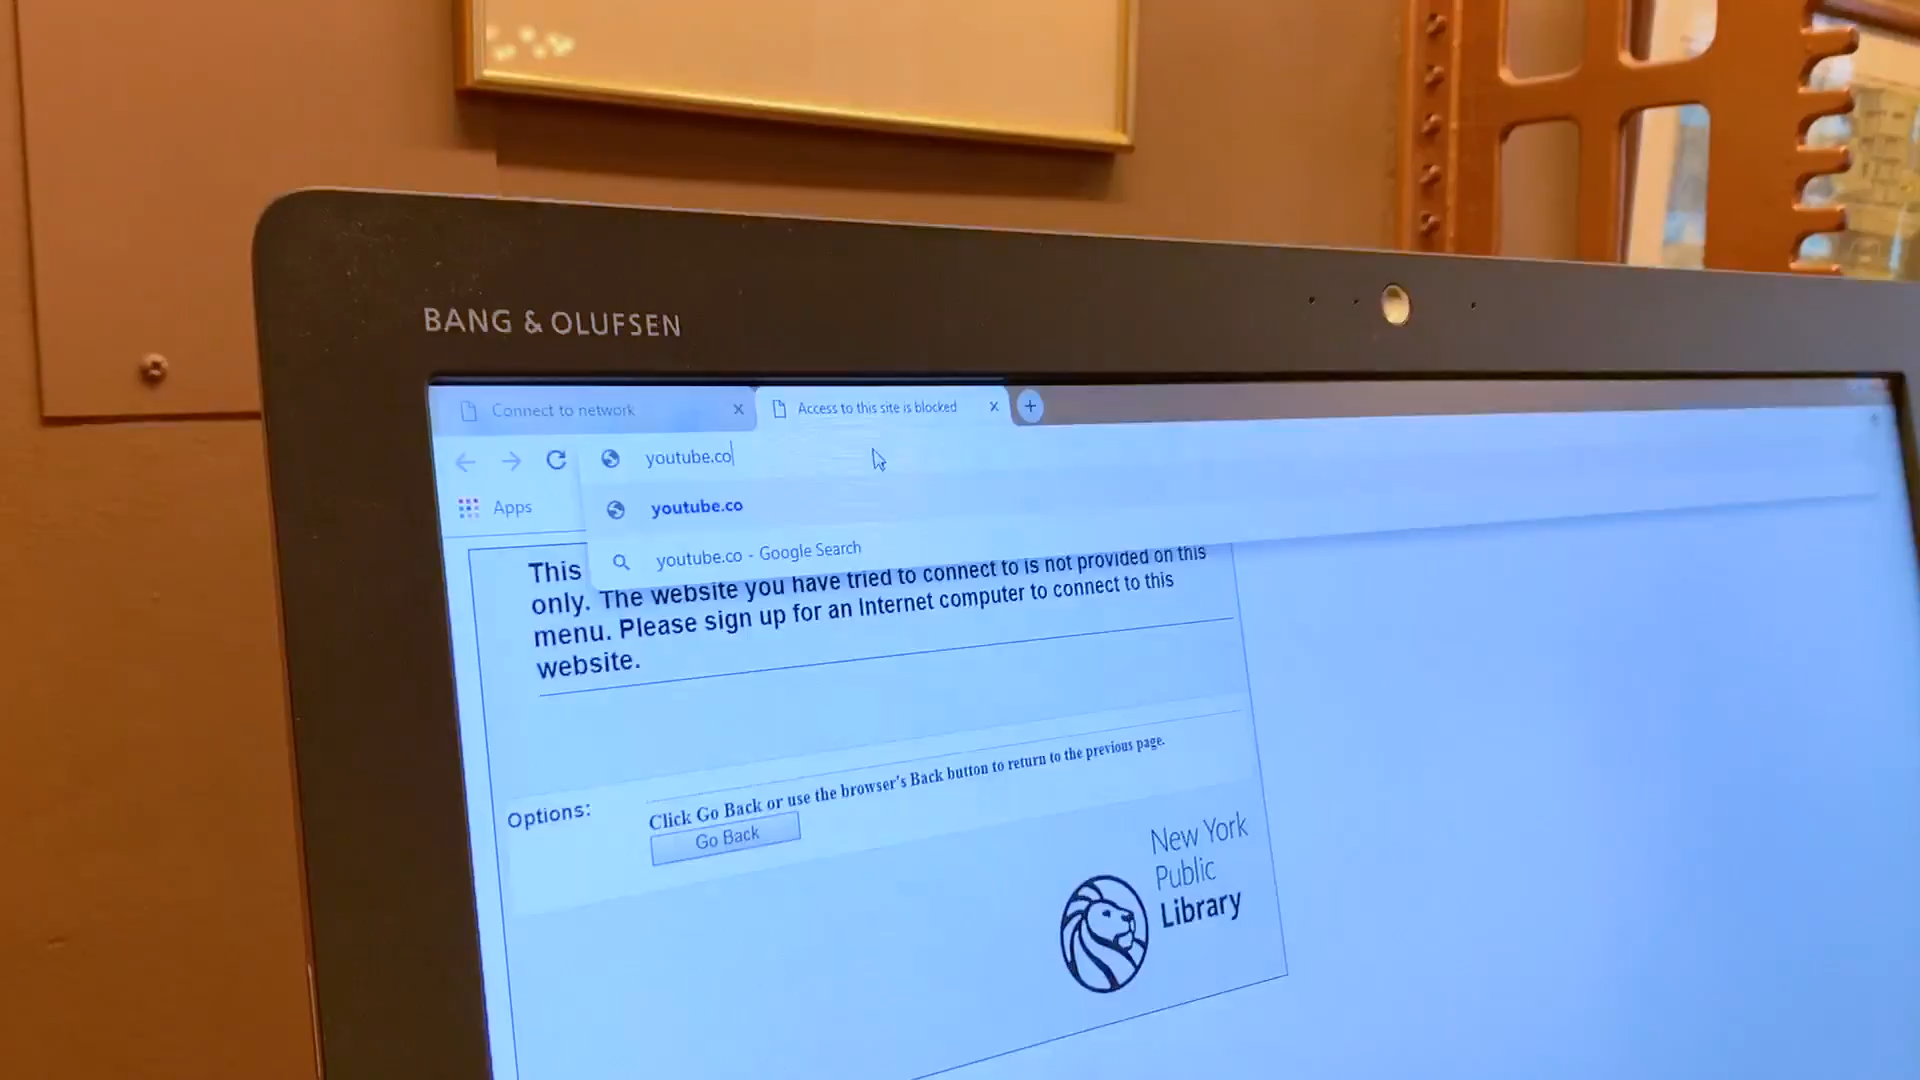 BANG & OLUFSEN
Connect to network
Access to this site is blocked
youtube.co
Apps
youtube.co
youtube.co - Google Search
This
only. The website you have tried to connect to is not provided on this
menu. Please sign up for an Internet computer to connect to this
website.
Options:
Click Go Back or use the browser's Back button to return to the previous page.
Go Back
New York
Public
Library